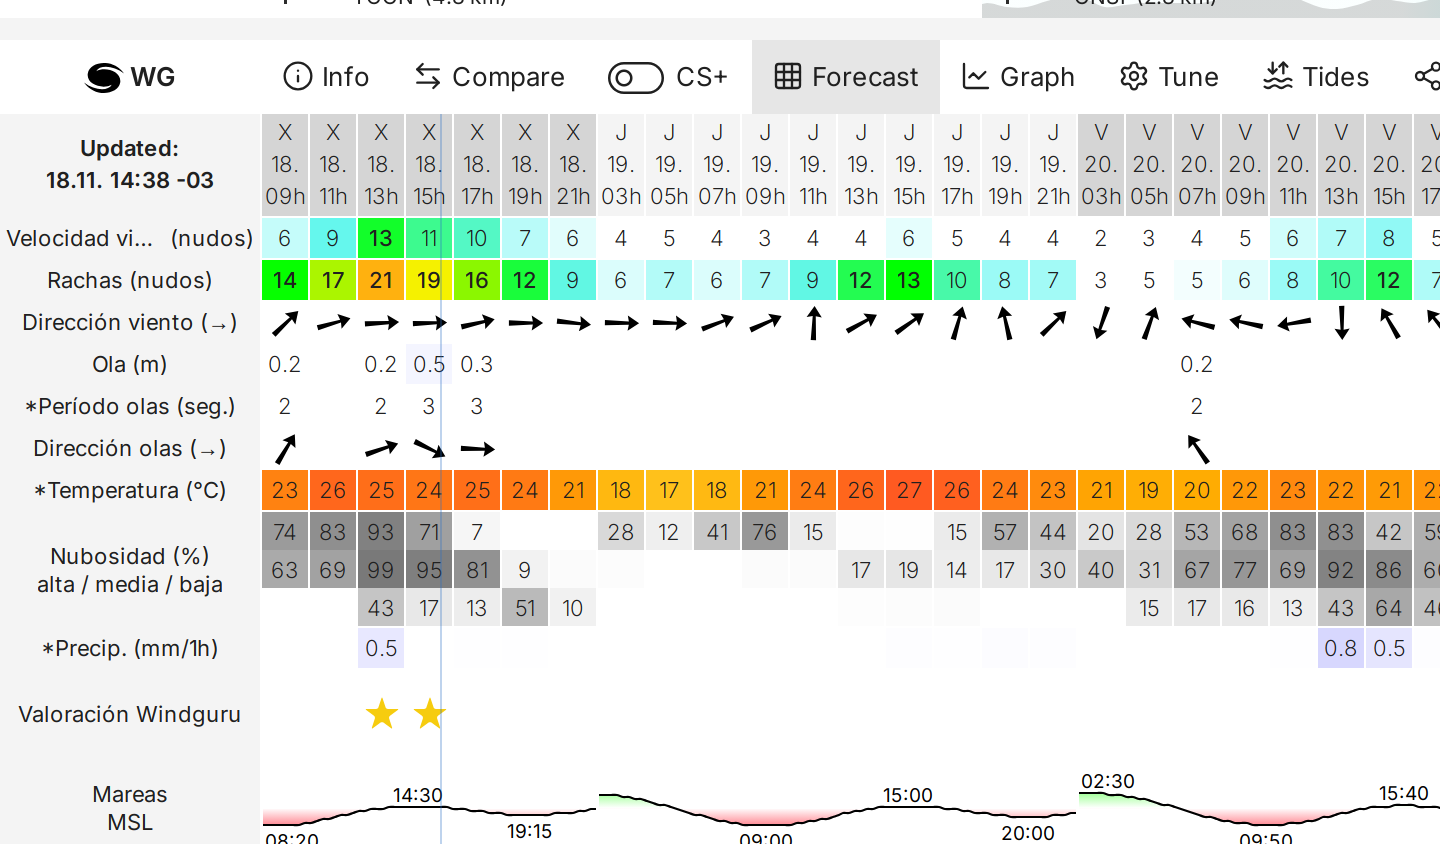 WG Info Compare CS+ Forecast Graph Tune Tides
Updated:
18.11. 14:38 -03
X X X X X X X J J J J J J J J J J V V V V V V V
18. 18. 18. 18. 18. 18. 18. 19. 19. 19. 19. 19. 19. 19. 19. 19. 19. 20. 20. 20. 20. 20. 20. 20.
09h 11h 13h 15h 17h 19h 21h 03h 05h 07h 09h 11h 13h 15h 17h 19h 21h 03h 05h 07h 09h 11h 13h 15h
Velocidad vi... (nudos) 6 9 13 11 10 7 6 4 5 4 3 4 4 6 5 4 4 2 3 4 5 6 7 8
Rachas (nudos) 14 17 21 19 16 12 9 6 7 6 7 9 12 13 10 8 7 3 5 5 6 8 10 12
Dirección viento (→)
Ola (m) 0.2 0.2 0.5 0.3 0.2
*Período olas (seg.) 2 2 3 3 2
Dirección olas (→)
*Temperatura (°C) 23 26 25 24 25 24 21 18 17 18 21 24 26 27 26 24 23 21 19 20 22 23 22 21
74 83 93 71 7 28 12 41 76 15 15 57 44 20 28 53 68 83 83 42
Nubosidad (%)
alta / media / baja
63 69 99 95 81 9 17 19 14 17 30 40 31 67 77 69 92 86
43 17 13 51 10 15 17 16 13 43 64
*Precip. (mm/1h) 0.5 0.8 0.5
Valoración Windguru
Mareas
MSL
14:30 15:00 02:30 15:40
08:20 19:15 09:00 20:00 09:50